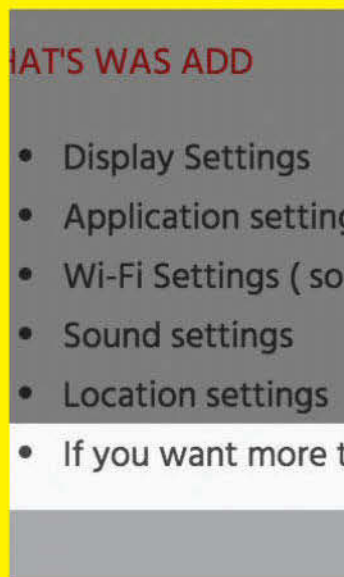 HAT'S WAS ADD
• Display Settings
• Application setting
• Wi-Fi Settings ( so
• Sound settings
• Location settings
• If you want more t